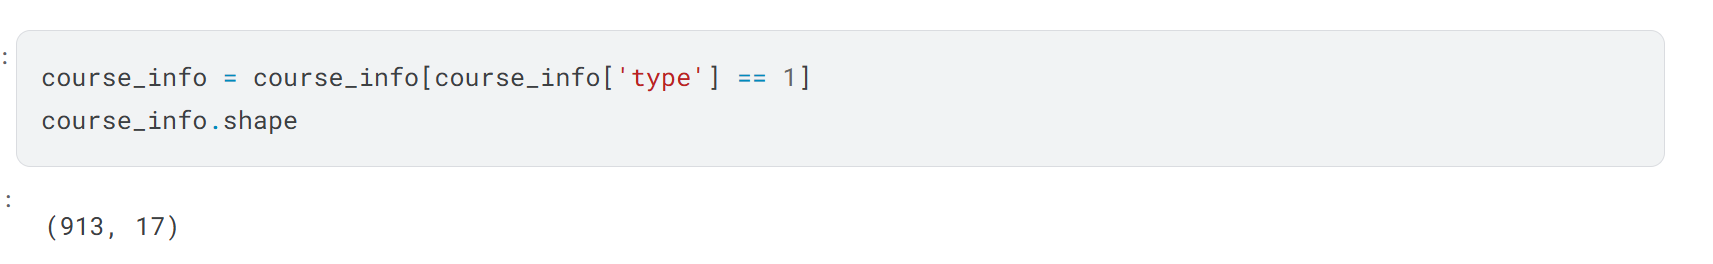 :
course_info = course_info[course_info['type'] == 1]
course_info.shape
:
(913, 17)